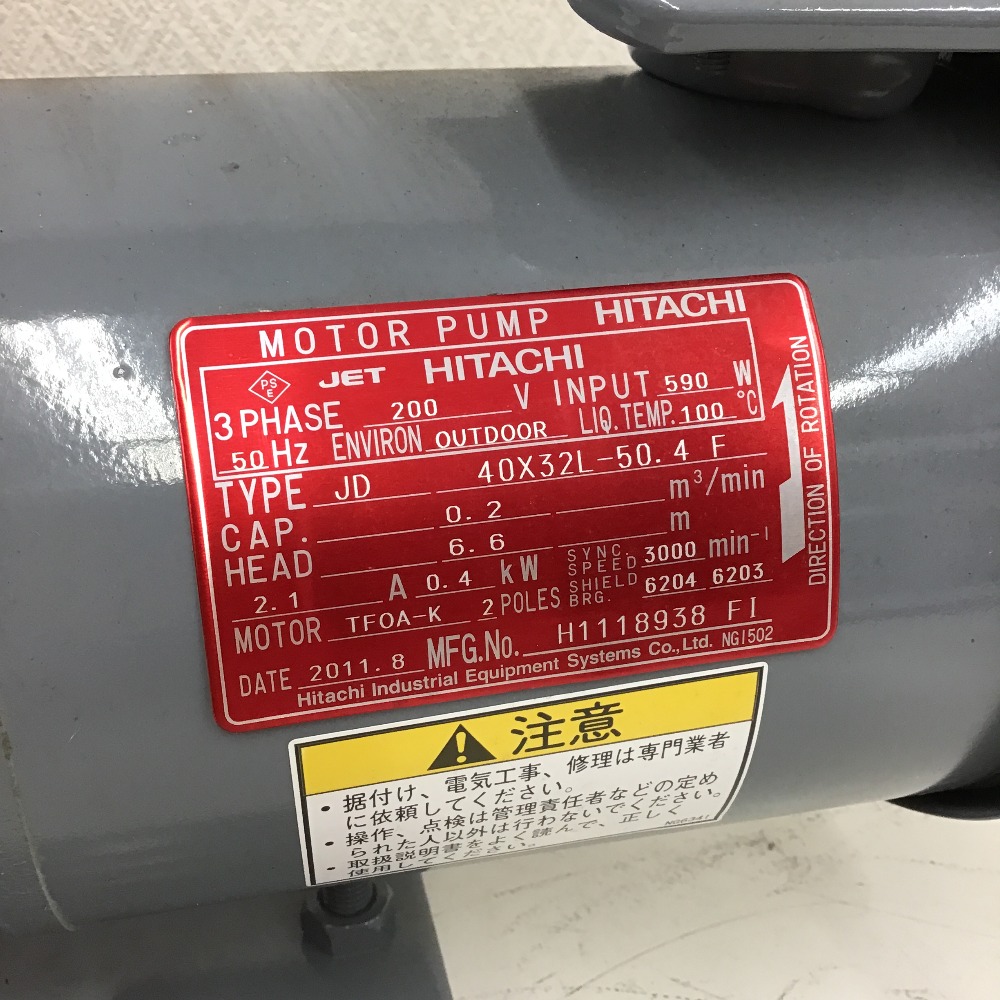 MOTOR PUMP HITACHI
PS E JET HITACHI
3 PHASE 200 V INPUT 590 W
50 Hz ENVIRON OUTDOOR LIQ.TEMP. 100 °C
TYPE JD 40X32L-50.4 F
CAP. 0.2 m³/min
HEAD 6.6 m
2.1 A 0.4 kW SYNC. SPEED 3000 min⁻¹
MOTOR TFOA-K 2 POLES SHIELD BRG. 6204 6203
DATE 2011.8 MFG.No. H1118938 FI
Hitachi Industrial Equipment Systems Co.,Ltd. NG1502
DIRECTION OF ROTATION
注意
・据付け、電気工事、修理は専門業者
に依頼してください。
・操作、点検は管理責任者などの定め
られた人以外は行わないでください。
・取扱説明書をよく読んで、正しく
使用してください。